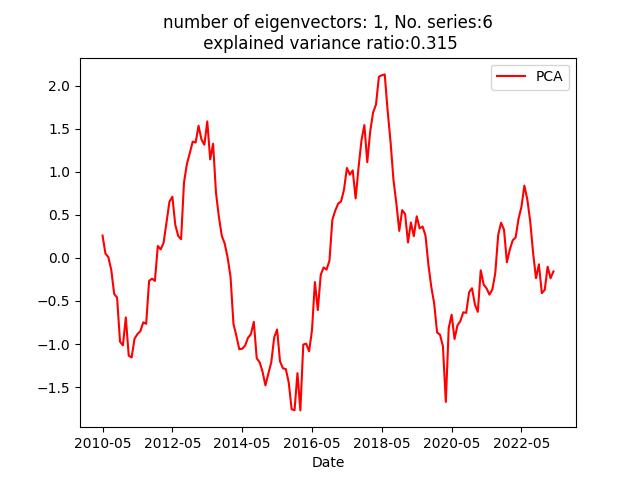 number of eigenvectors: 1, No. series:6
explained variance ratio:0.315
PCA
2.0
1.5
1.0
0.5
0.0
−0.5
−1.0
−1.5
2010-05 2012-05 2014-05 2016-05 2018-05 2020-05 2022-05
Date